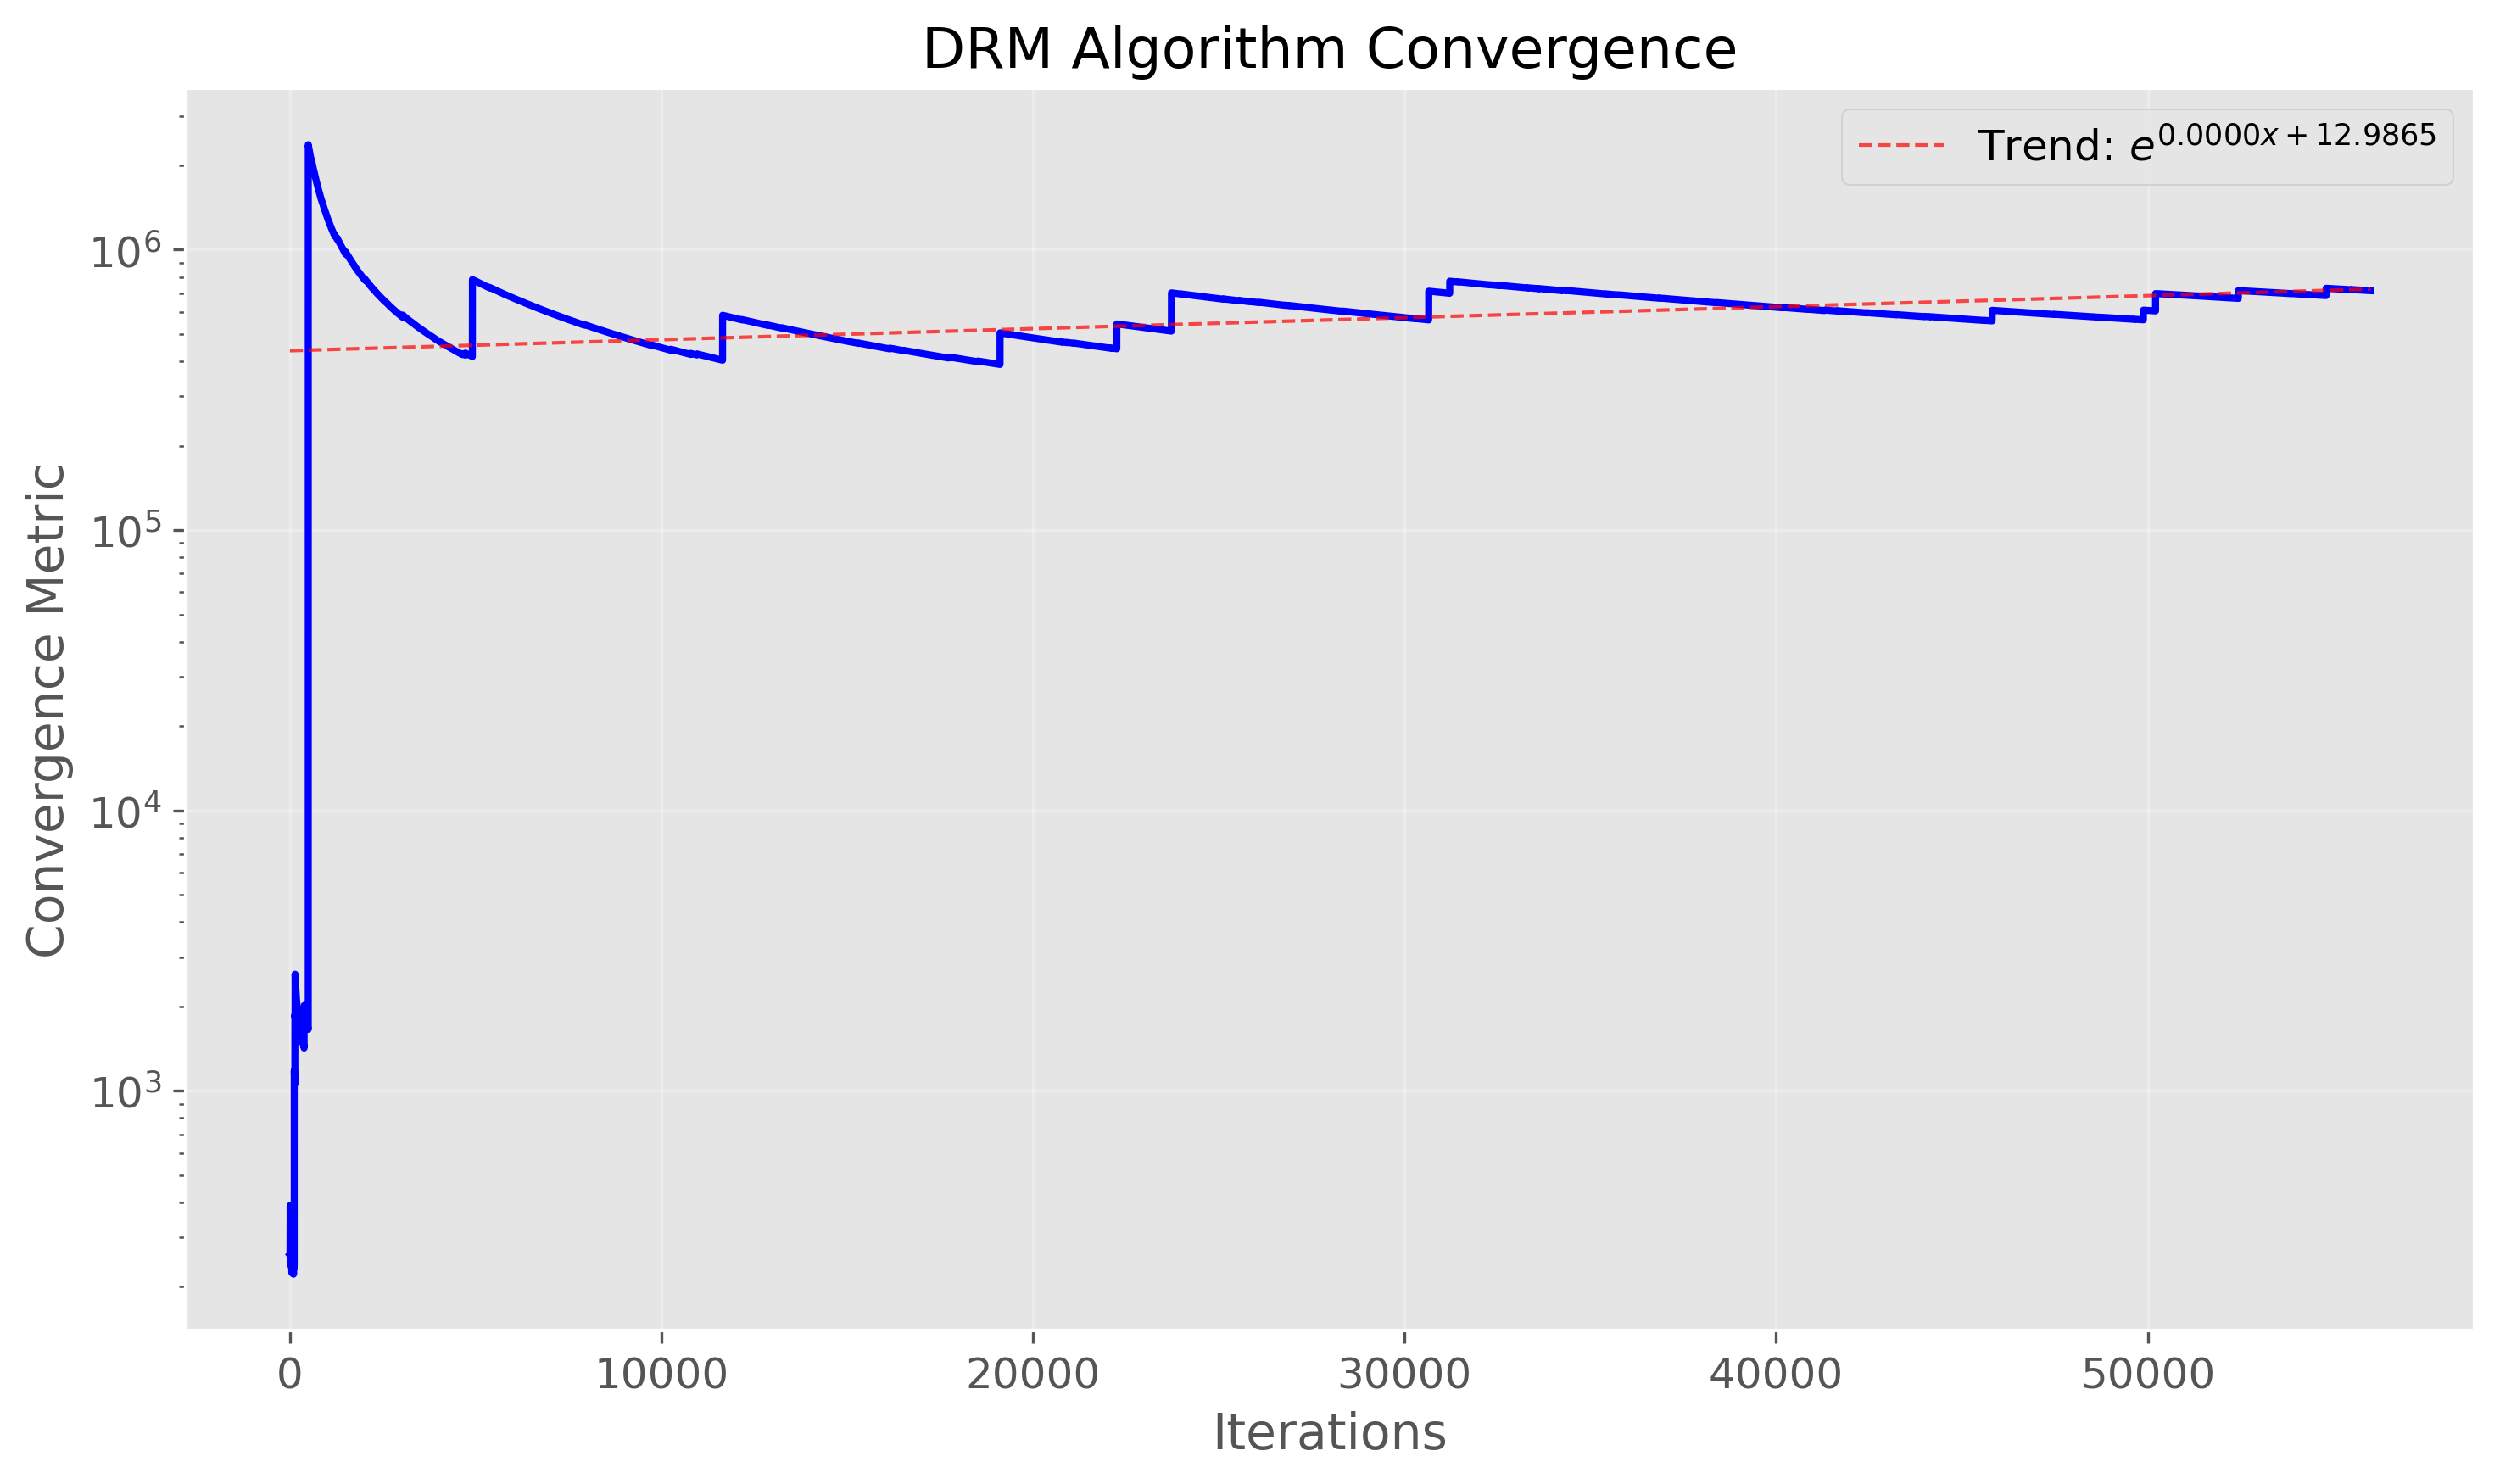 DRM Algorithm Convergence
Trend: e^{0.0000x + 12.9865}
Convergence Metric
10^6
10^5
10^4
10^3
0 10000 20000 30000 40000 50000
Iterations